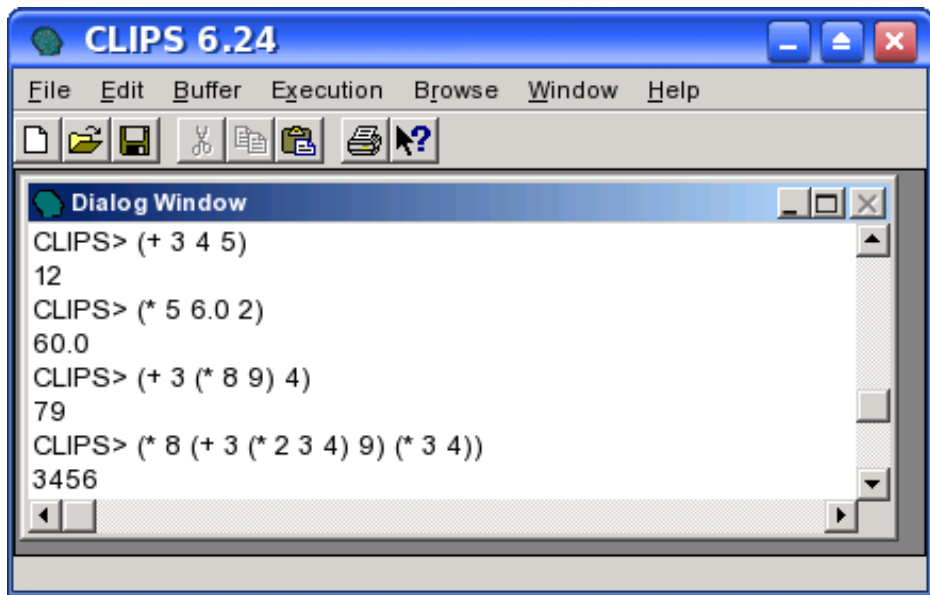 CLIPS 6.24
File Edit Buffer Execution Browse Window Help
Dialog Window
CLIPS> (+ 3 4 5)
12
CLIPS> (* 5 6.0 2)
60.0
CLIPS> (+ 3 (* 8 9) 4)
79
CLIPS> (* 8 (+ 3 (* 2 3 4) 9) (* 3 4))
3456